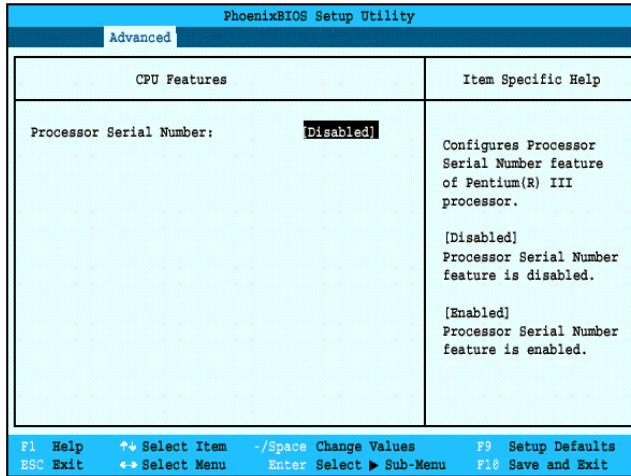 PhoenixBIOS Setup Utility
Advanced
CPU Features
Item Specific Help
Processor Serial Number: [Disabled]
Configures Processor
Serial Number feature
of Pentium(R) III
processor.
[Disabled]
Processor Serial Number
feature is disabled.
[Enabled]
Processor Serial Number
feature is enabled.
F1 Help ↑↓ Select Item -/Space Change Values F9 Setup Defaults
ESC Exit ↔ Select Menu Enter Select ▶ Sub-Menu F10 Save and Exit